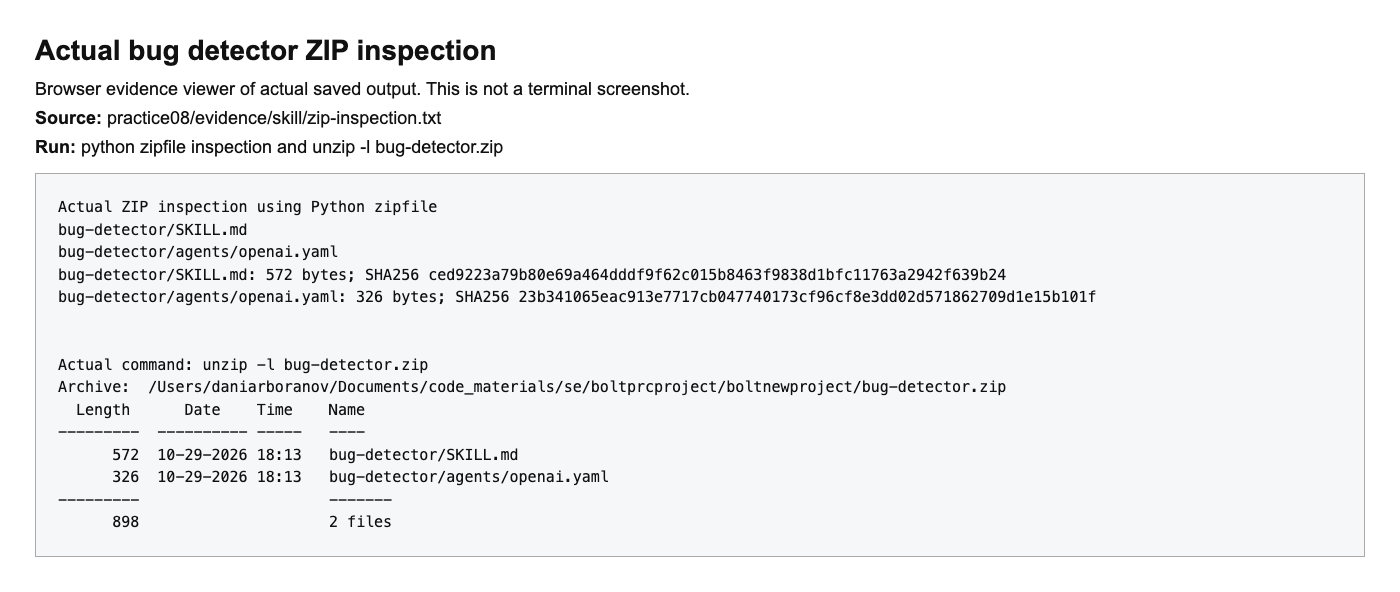 Actual bug detector ZIP inspection
Browser evidence viewer of actual saved output. This is not a terminal screenshot.
Source: practice08/evidence/skill/zip-inspection.txt
Run: python zipfile inspection and unzip -l bug-detector.zip
Actual ZIP inspection using Python zipfile
bug-detector/SKILL.md
bug-detector/agents/openai.yaml
bug-detector/SKILL.md: 572 bytes; SHA256 ced9223a79b80e69a464dddf9f62c015b8463f9838d1bfc11763a2942f639b24
bug-detector/agents/openai.yaml: 326 bytes; SHA256 23b341065eac913e7717cb047740173cf96cf8e3dd02d571862709d1e15b101f
Actual command: unzip -l bug-detector.zip
Archive:  /Users/daniarboranov/Documents/code_materials/se/boltprcproject/boltnewproject/bug-detector.zip
  Length      Date    Time    Name
---------  ---------- -----   ----
      572  10-29-2026 18:13   bug-detector/SKILL.md
      326  10-29-2026 18:13   bug-detector/agents/openai.yaml
---------                     -------
      898                     2 files